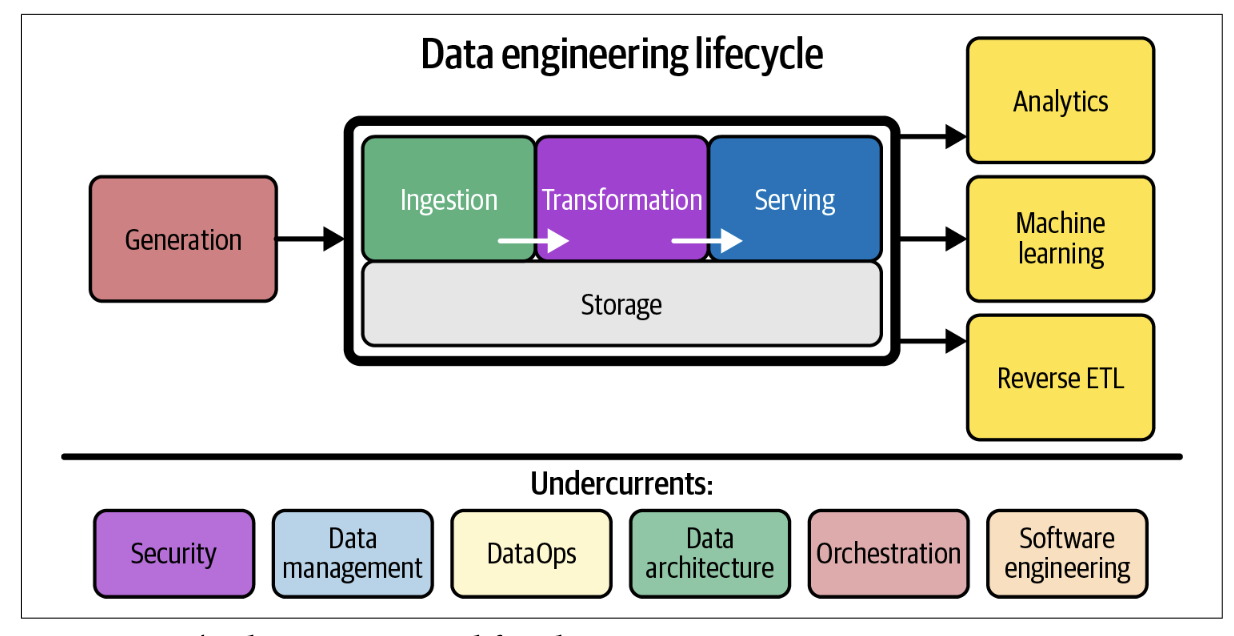 Data engineering lifecycle
Generation
Ingestion
Transformation
Serving
Storage
Analytics
Machine
learning
Reverse ETL
Undercurrents:
Security
Data
management
DataOps
Data
architecture
Orchestration
Software
engineering